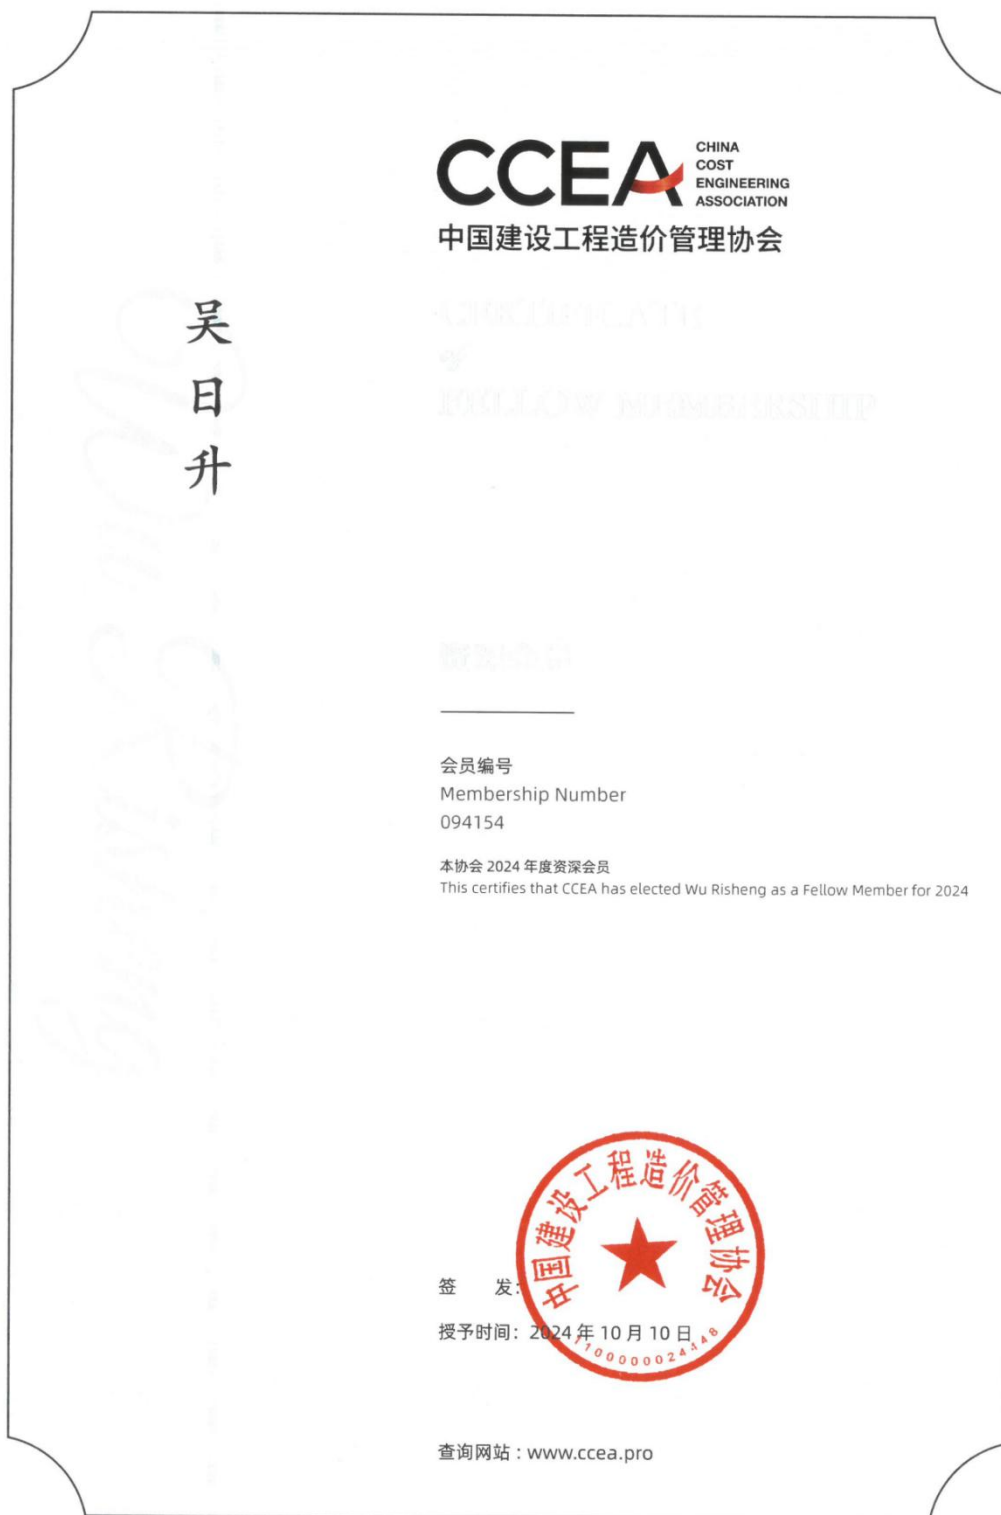 CCEA
CHINA
COST
ENGINEERING
ASSOCIATION
中国建设工程造价管理协会
吴日升
会员编号
Membership Number
094154
本协会 2024 年度资深会员
This certifies that CCEA has elected Wu Risheng as a Fellow Member for 2024
中国建设工程造价管理协会
签 发:
授予时间: 2024 年 10 月 10 日
1100000024448
查询网站:www.ccea.pro